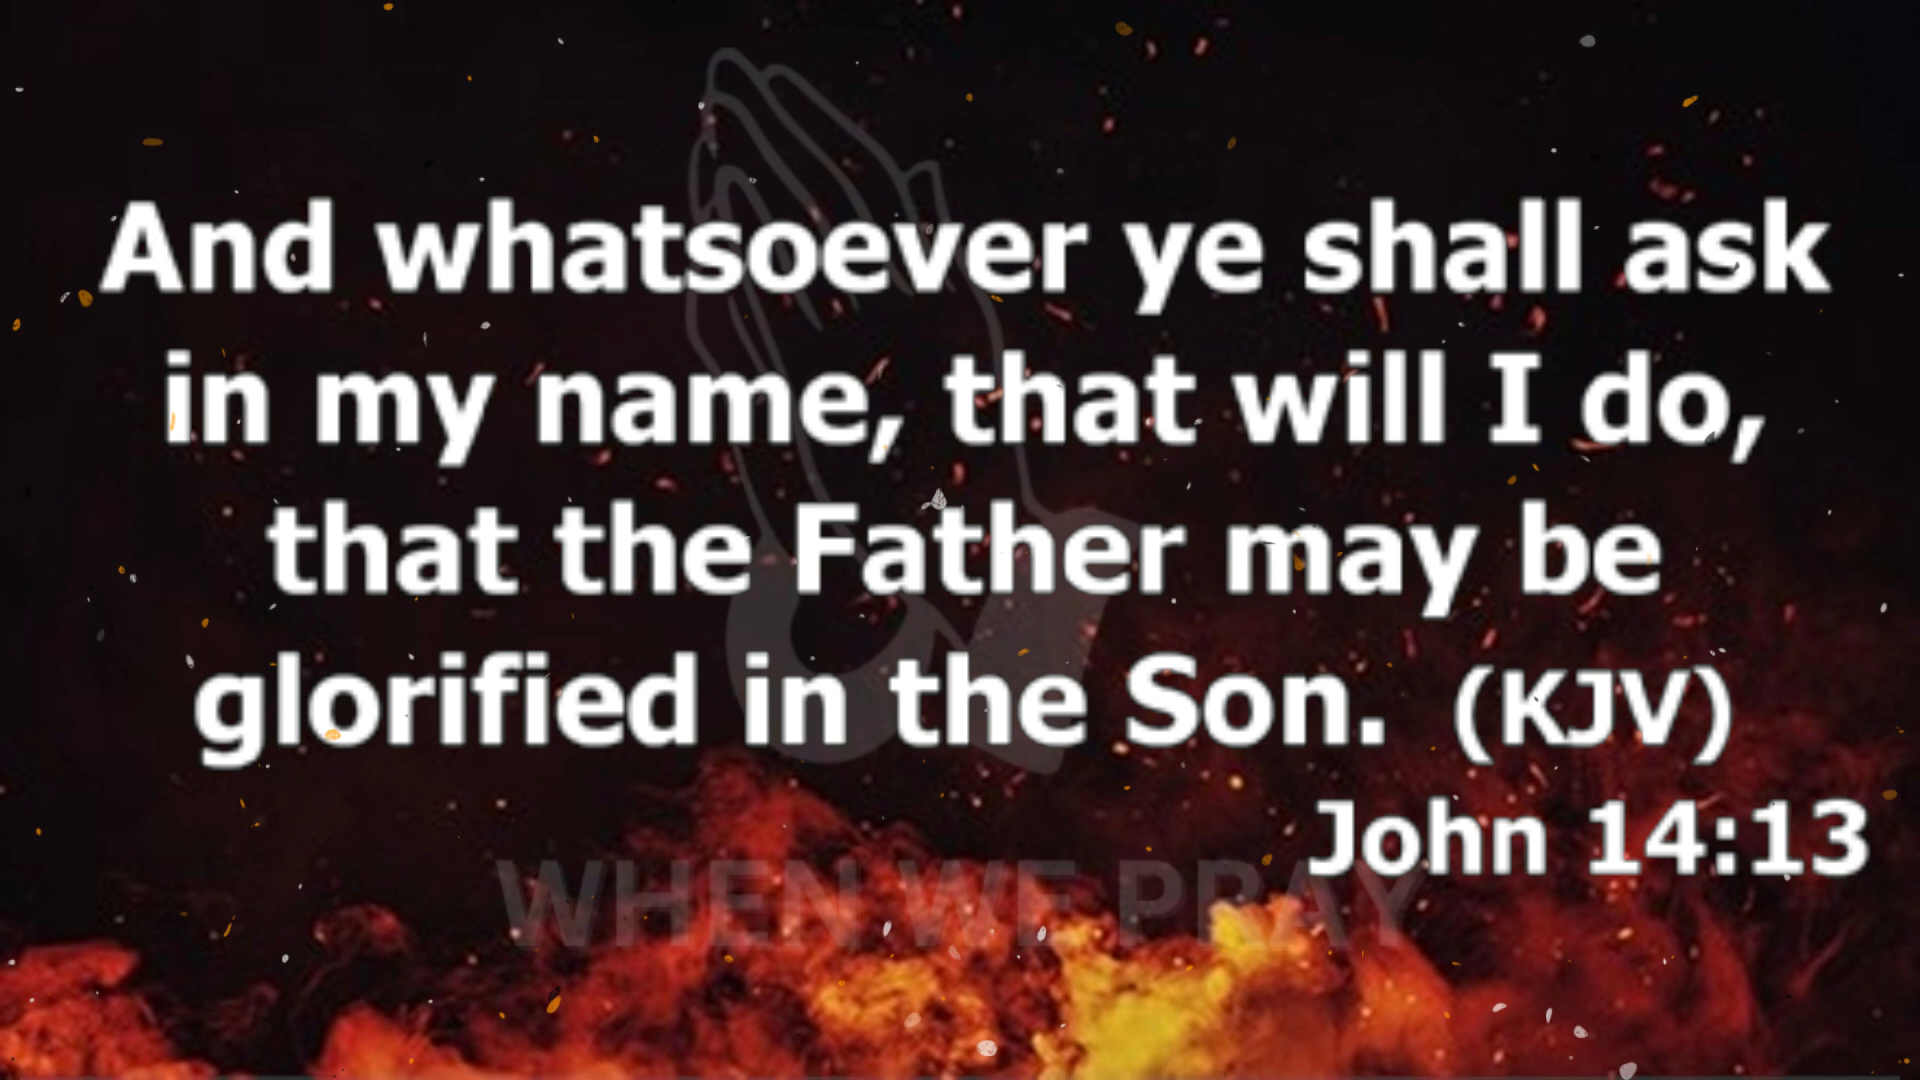 And whatsoever ye shall ask
in my name, that will I do,
that the Father may be
glorified in the Son. (KJV)
John 14:13
WHEN WE PRAY